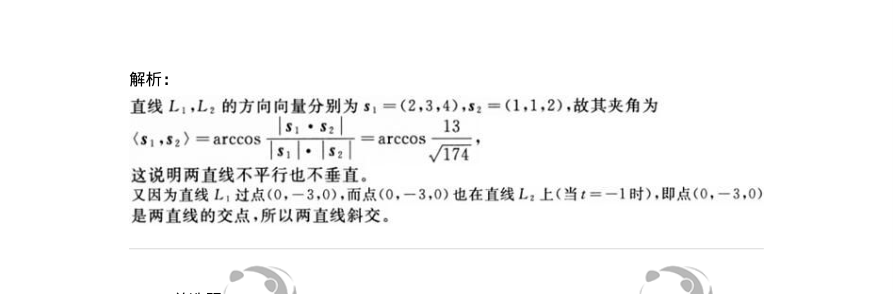 解析：
直线 L₁,L₂ 的方向向量分别为 s₁=(2,3,4),s₂=(1,1,2),故其夹角为
⟨s₁,s₂⟩=arccos |s₁·s₂| / |s₁|·|s₂| =arccos 13/√174,
这说明两直线不平行也不垂直。
又因为直线 L₁ 过点(0,-3,0),而点(0,-3,0)也在直线 L₂ 上(当 t=-1时),即点(0,-3,0)
是两直线的交点,所以两直线斜交。